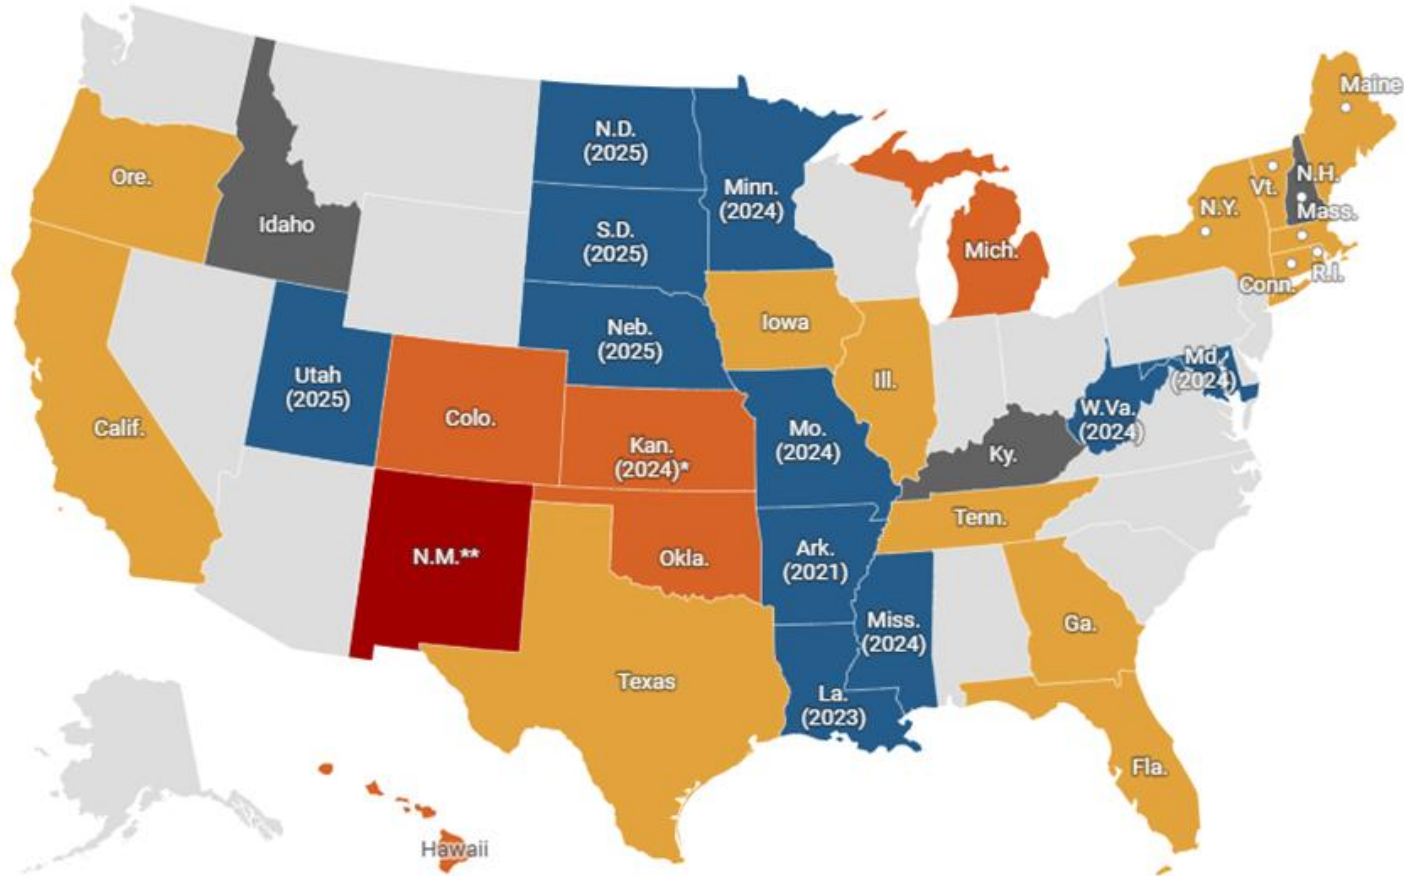 Maine
N.D.
(2025)
Minn.
(2024)
Ore.
Vt.
N.H.
N.Y.
Mass.
Idaho
S.D.
(2025)
Mich.
Conn.
R.I.
Neb.
(2025)
Iowa
Utah
(2025)
Ill.
Md.
(2024)
Calif.
Colo.
Kan.
(2024)*
Mo.
(2024)
W.Va.
(2024)
Ky.
Tenn.
N.M.**
Okla.
Ark.
(2021)
Miss.
(2024)
Ga.
Texas
La.
(2023)
Fla.
Hawaii